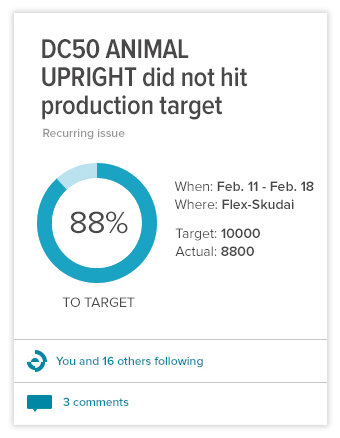 DC50 ANIMAL
UPRIGHT did not hit
production target
Recurring issue
88%
TO TARGET
When: Feb. 11 - Feb. 18
Where: Flex-Skudai
Target: 10000
Actual: 8800
You and 16 others following
3 comments